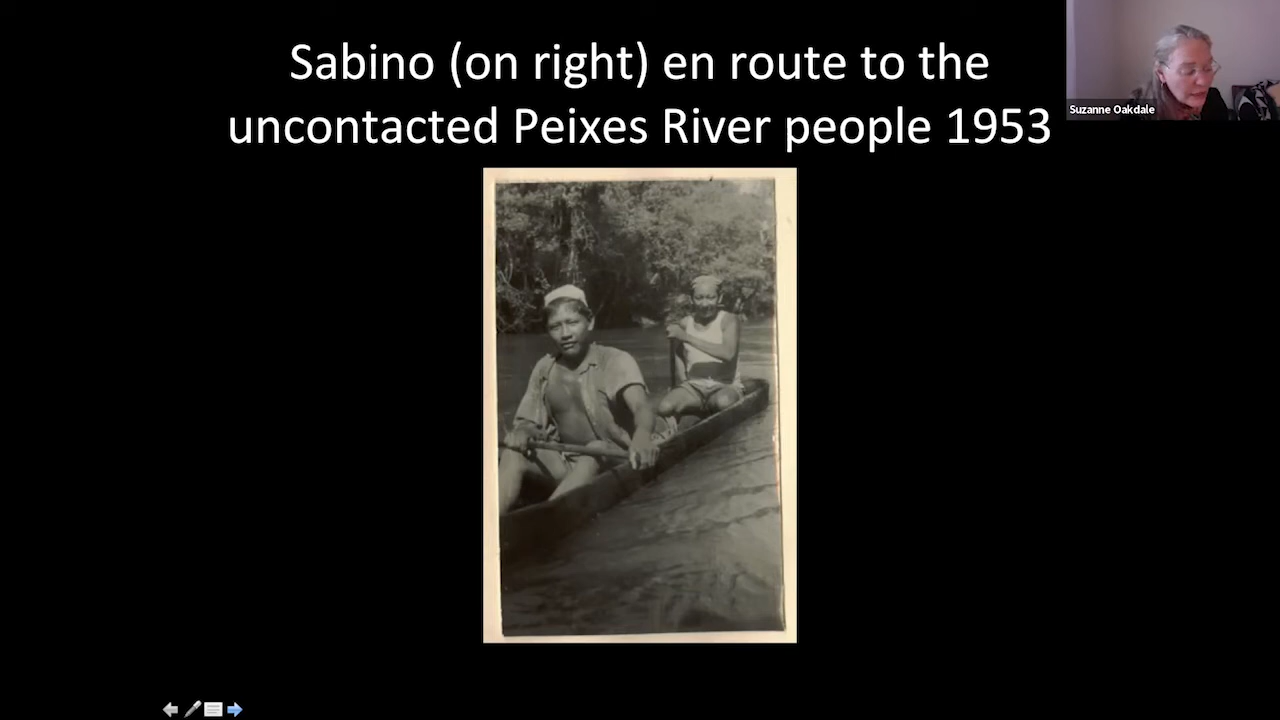 Sabino (on right) en route to the
uncontacted Peixes River people 1953
Suzanne Oakdale